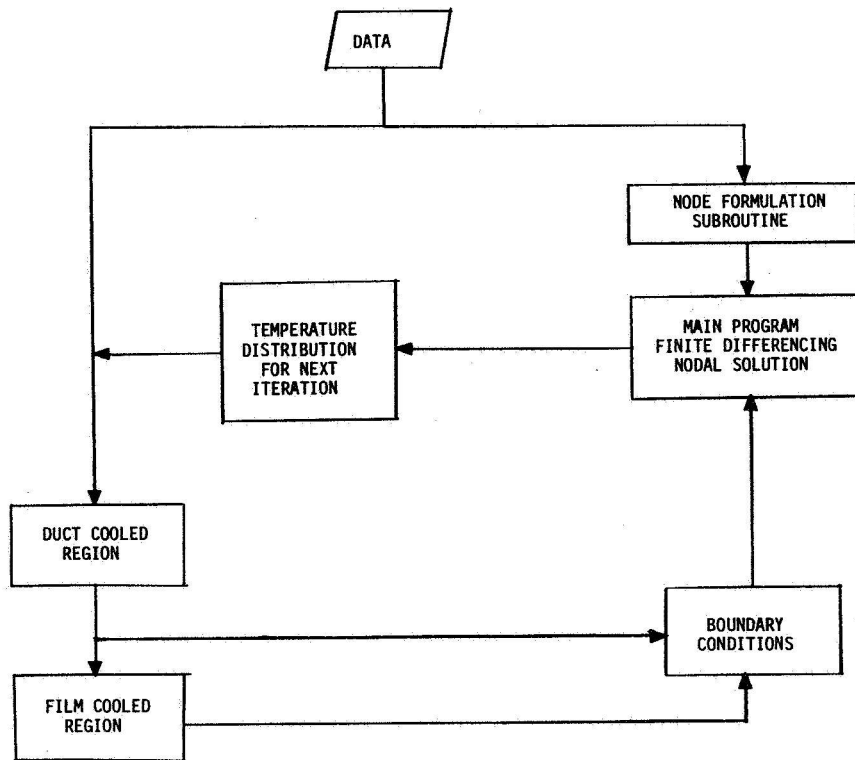 DATA
NODE FORMULATION
SUBROUTINE
TEMPERATURE
DISTRIBUTION
FOR NEXT
ITERATION
MAIN PROGRAM
FINITE DIFFERENCING
NODAL SOLUTION
DUCT COOLED
REGION
BOUNDARY
CONDITIONS
FILM COOLED
REGION